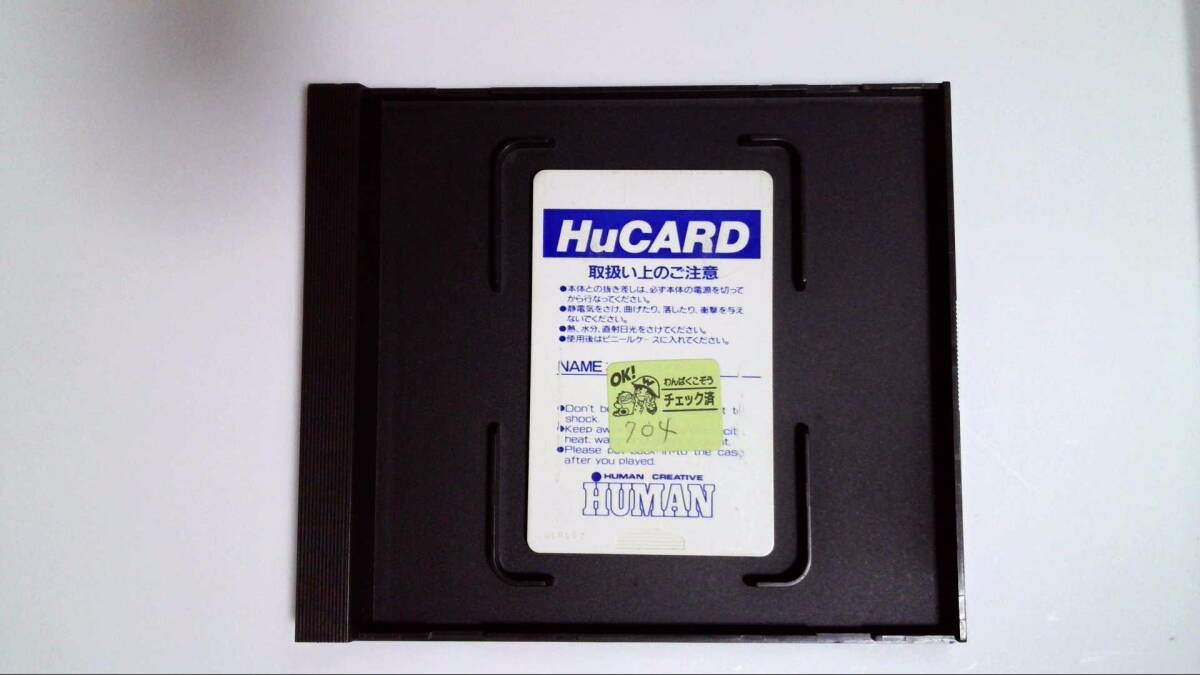 HuCARD
取扱い上のご注意
●本体との抜き差しは、必ず本体の電源を切って
から行なってください。
●静電気をさけ、曲げたり、落したり、衝撃を与え
ないでください。
●熱、水分、直射日光をさけてください。
●使用後はビニールケースに入れてください。
NAME:
OK!
わんぱくこぞう
チェック済
704
●Don't
shock.
●Keep
heat.
●Please in-to the case
after you played.
HUMAN CREATIVE
HUMAN